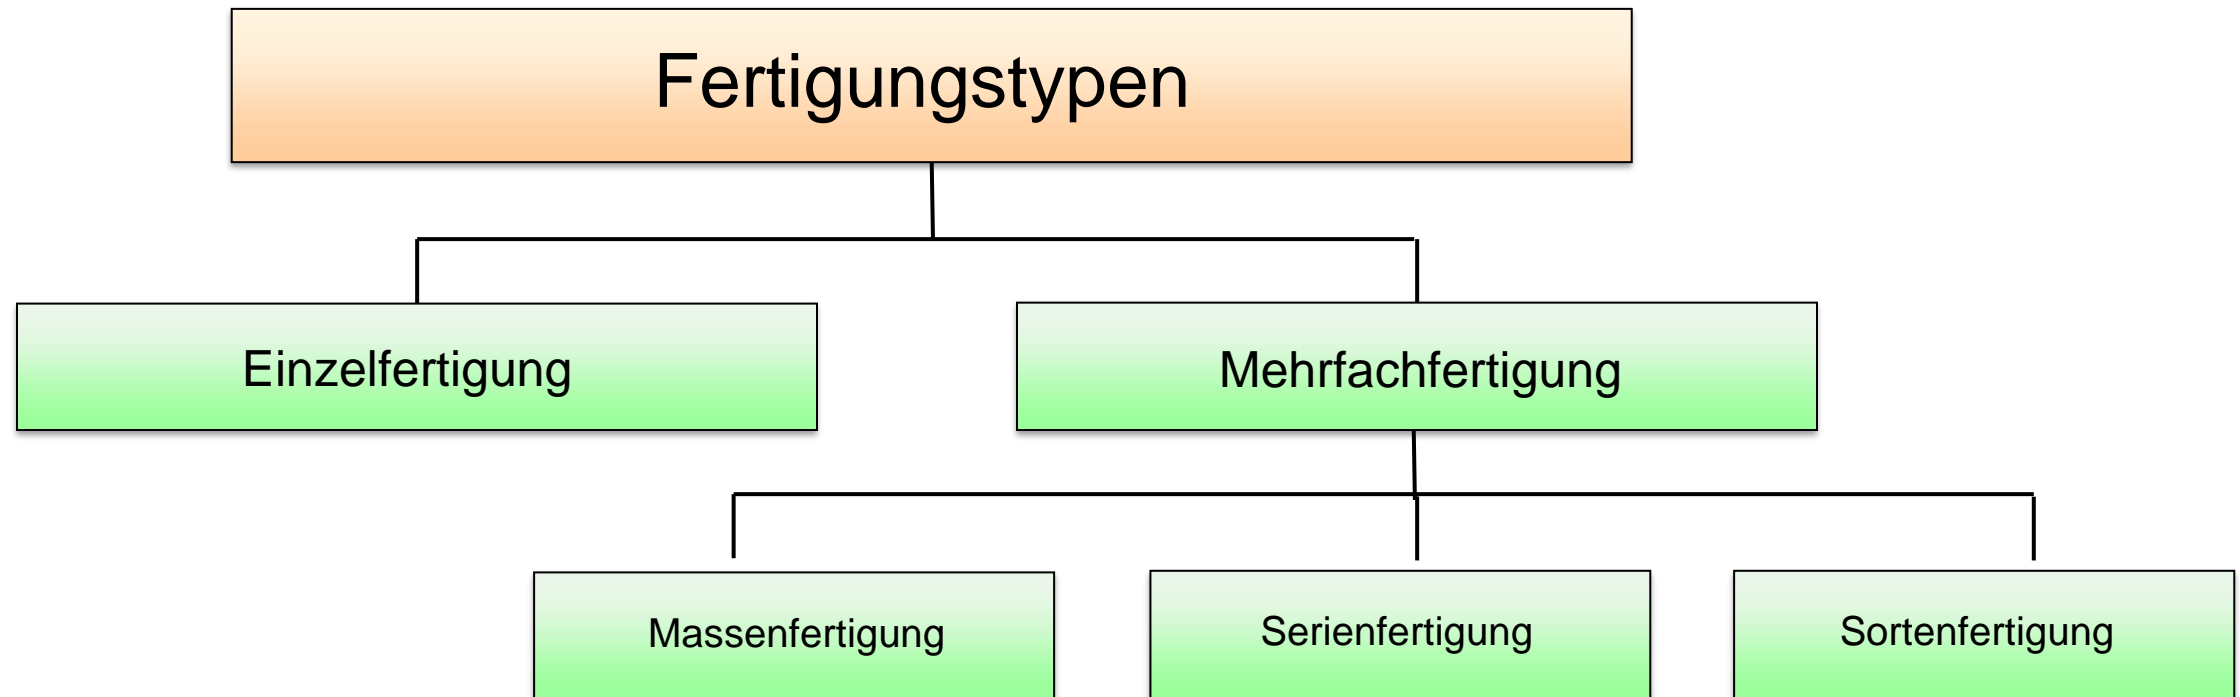 Fertigungstypen
Einzelfertigung
Mehrfachfertigung
Massenfertigung
Serienfertigung
Sortenfertigung